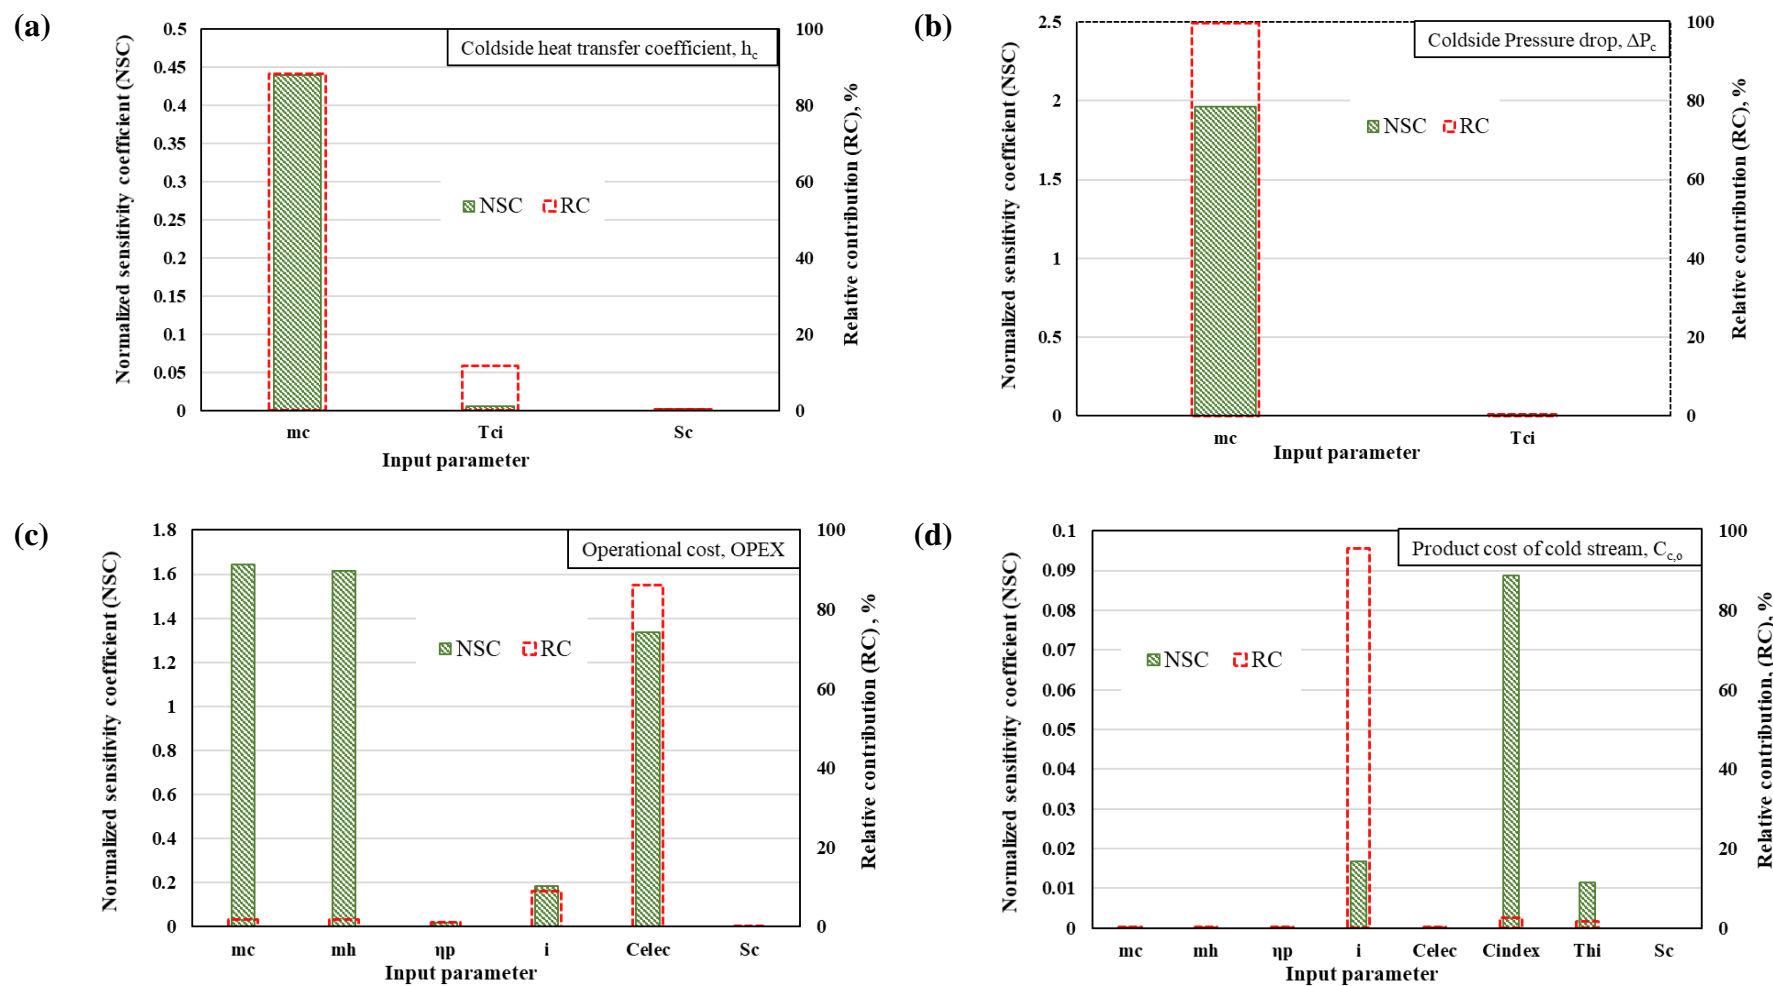 (a)
Coldside heat transfer coefficient, hc
Normalized sensitivity coefficient (NSC)
0.5
0.45
0.4
0.35
0.3
0.25
0.2
0.15
0.1
0.05
0
NSC RC
100
80
60
40
20
0
Relative contribution (RC), %
mc Tci Sc
Input parameter
(b)
Coldside Pressure drop, ΔPc
Normalized sensitivity coefficient (NSC)
2.5
2
1.5
1
0.5
0
NSC RC
100
80
60
40
20
0
Relative contribution (RC), %
mc Tci
Input parameter
(c)
Operational cost, OPEX
Normalized sensitivity coefficient (NSC)
1.8
1.6
1.4
1.2
1
0.8
0.6
0.4
0.2
0
NSC RC
100
80
60
40
20
0
Relative contribution (RC) , %
mc mh ηp i Celec Sc
Input parameter
(d)
Product cost of cold stream, Cc,o
Normalized sensitivity coefficient (NSC)
0.1
0.09
0.08
0.07
0.06
0.05
0.04
0.03
0.02
0.01
0
NSC RC
100
80
60
40
20
0
Relative contribution, (RC), %
mc mh ηp i Celec Cindex Thi Sc
Input parameter